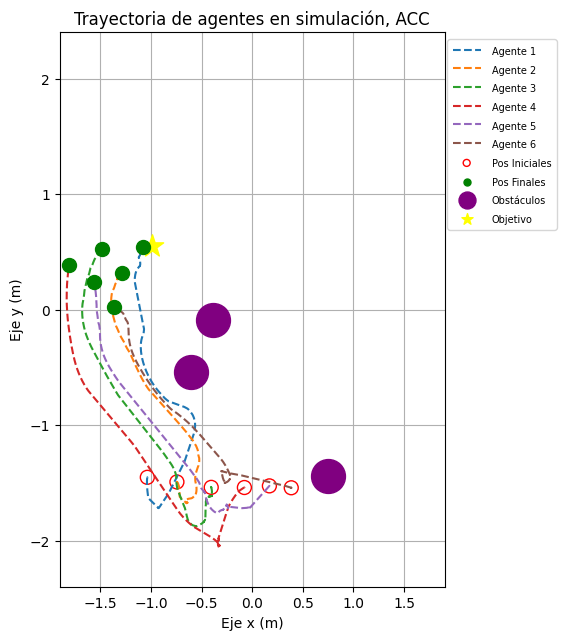 Trayectoria de agentes en simulación, ACC
Agente 1
Agente 2
Agente 3
Agente 4
Agente 5
Agente 6
Pos Iniciales
Pos Finales
Obstáculos
Objetivo
2
1
0
−1
−2
Eje y (m)
−1.5 −1.0 −0.5 0.0 0.5 1.0 1.5
Eje x (m)